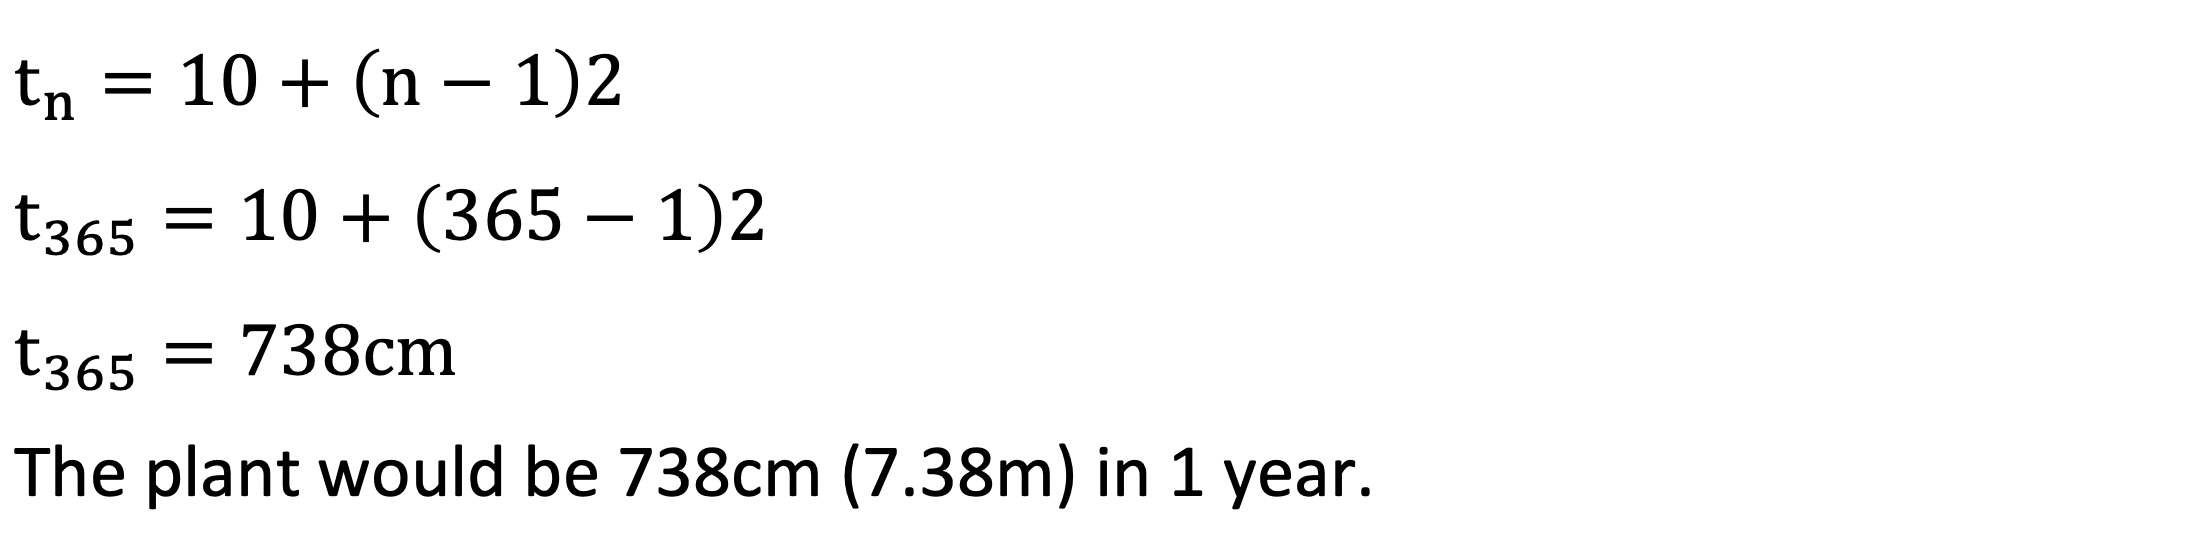 tₙ = 10 + (n − 1)2
t₃₆₅ = 10 + (365 − 1)2
t₃₆₅ = 738cm
The plant would be 738cm (7.38m) in 1 year.